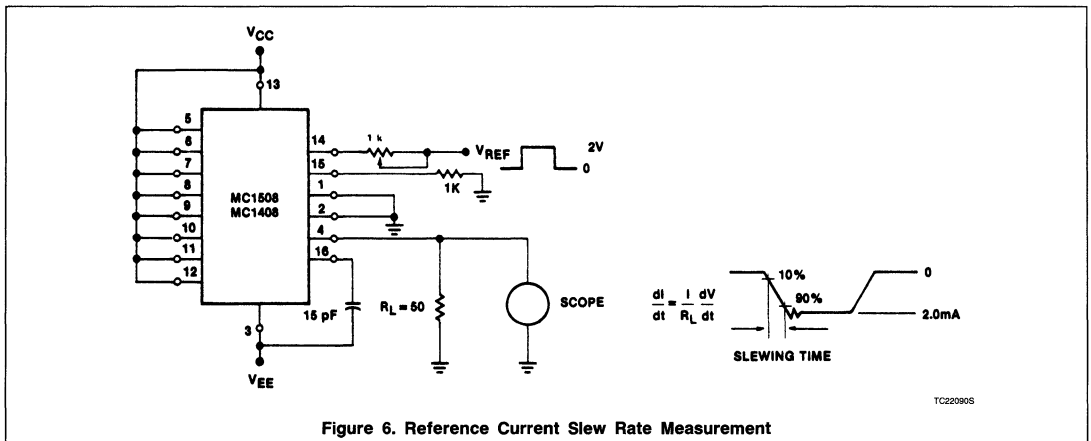 VCC
13
5
6
7
8
9
10
11
12
MC1508
MC1408
14
15
1
2
4
16
3
VEE
1 k
VREF
2V
0
1K
15 pF
RL = 50
SCOPE
dI/dt = I/RL dV/dt
10%
90%
0
2.0mA
SLEWING TIME
TC22090S
Figure 6. Reference Current Slew Rate Measurement